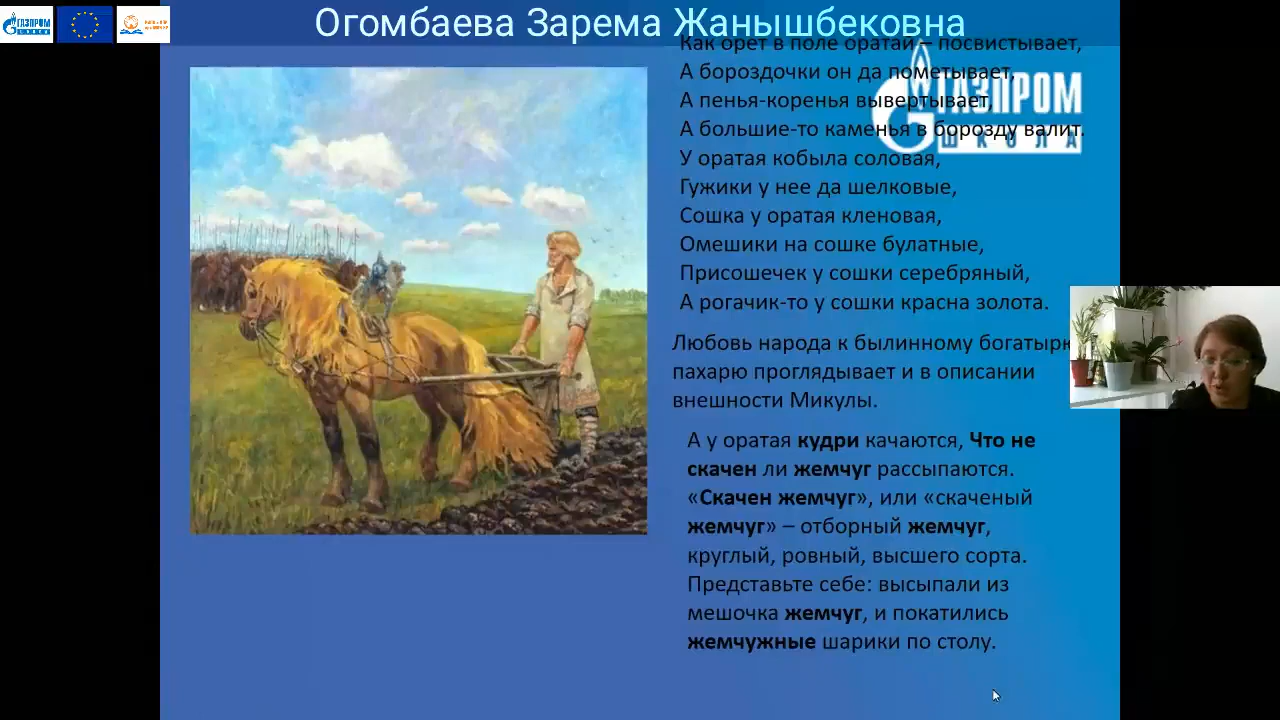 ГАЗПРОМ
ШКОЛА
Огомбаева Зарема Жанышбековна
Как орет в поле оратай – посвистывает,
А бороздочки он да пометывает,
А пенья-коренья вывертывает,
А большие-то каменья в борозду валит.
У оратая кобыла соловая,
Гужики у нее да шелковые,
Сошка у оратая кленовая,
Омешики на сошке булатные,
Присошечек у сошки серебряный,
А рогачик-то у сошки красна золота.
ГАЗПРОМ
ШКОЛА
Любовь народа к былинному богатырю
пахарю проглядывает и в описании
внешности Микулы.
А у оратая кудри качаются, Что не
скачен ли жемчуг рассыпаются.
«Скачен жемчуг», или «скаченый
жемчуг» – отборный жемчуг,
круглый, ровный, высшего сорта.
Представьте себе: высыпали из
мешочка жемчуг, и покатились
жемчужные шарики по столу.